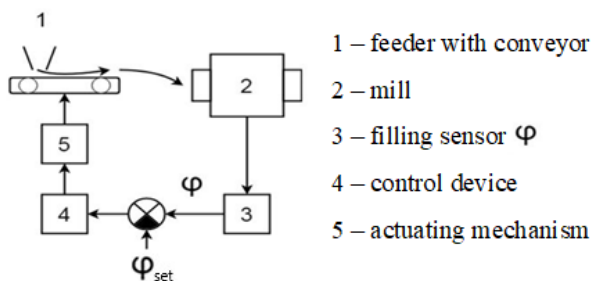 1
2
5
φ
4
3
φset
1 – feeder with conveyor
2 – mill
3 – filling sensor φ
4 – control device
5 – actuating mechanism